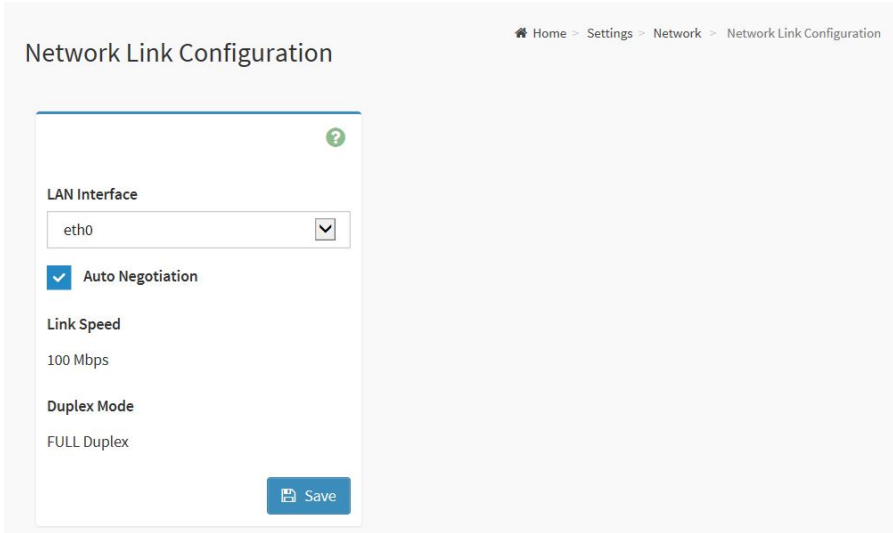 Home > Settings > Network > Network Link Configuration
Network Link Configuration
LAN Interface
eth0
Auto Negotiation
Link Speed
100 Mbps
Duplex Mode
FULL Duplex
Save